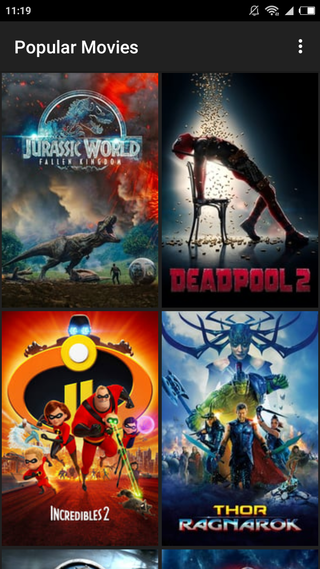 11:19
Popular Movies
JURASSIC WORLD
FALLEN KINGDOM
DEADPOOL 2
INCREDIBLES 2
THOR
RAGNAROK